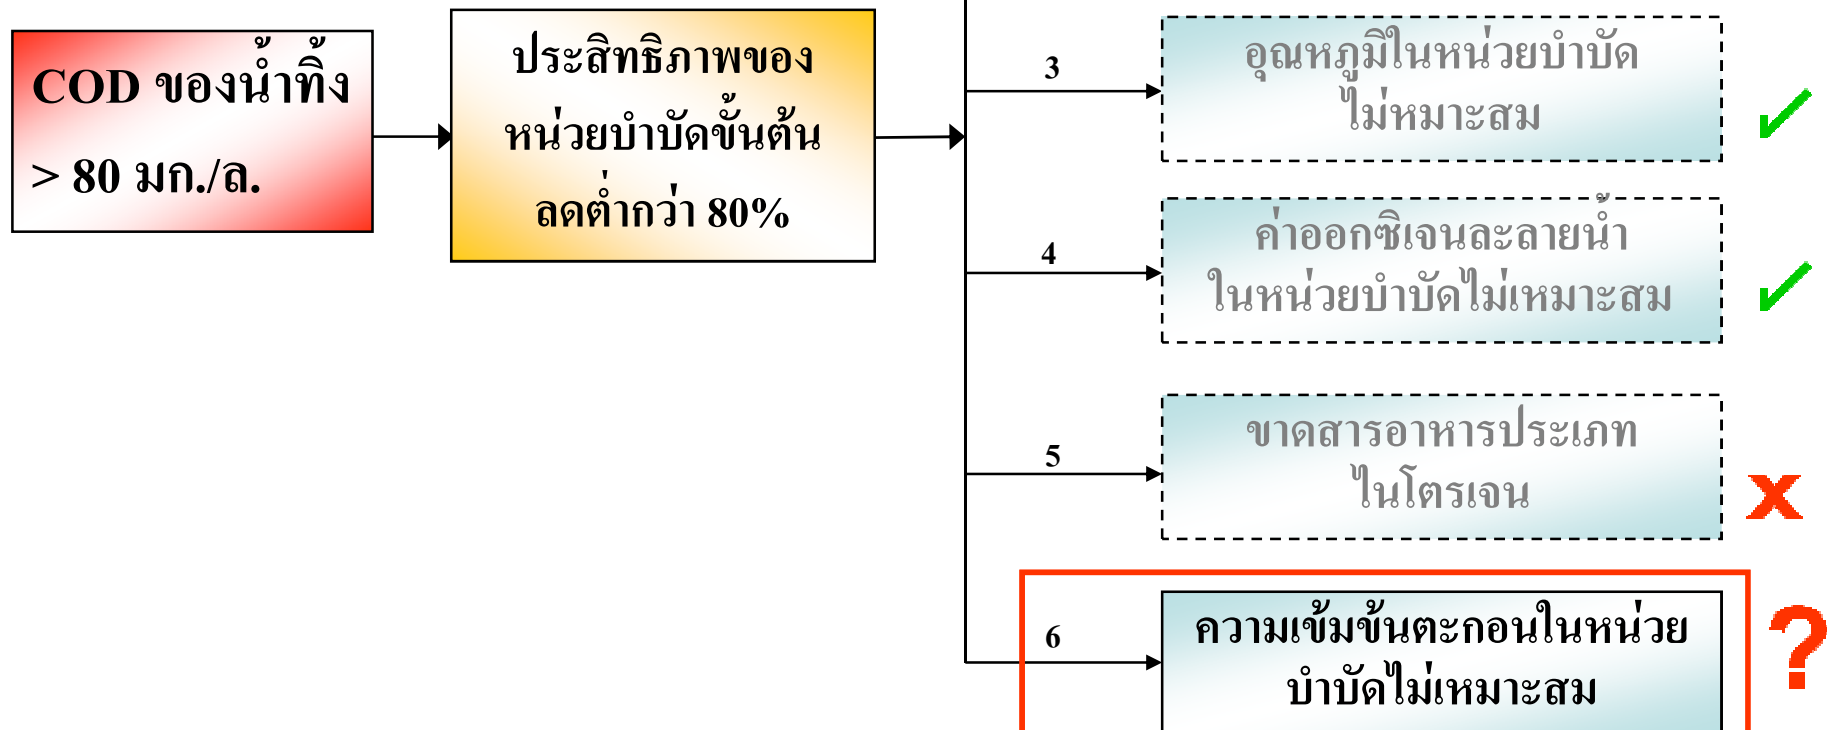 COD ของน้ำทิ้ง
> 80 มก./ล.
ประสิทธิภาพของ
หน่วยบำบัดขั้นต้น
ลดต่ำกว่า 80%
3
อุณหภูมิในหน่วยบำบัด
ไม่หมาะสม
4
ค่าออกซิเจนละลายน้ำ
ในหน่วยบำบัดไม่เหมาะสม
5
ขาดสารอาหารประเภท
ไนโตรเจน
x
6
ความเข้มข้นตะกอนในหน่วย
บำบัดไม่เหมาะสม
?